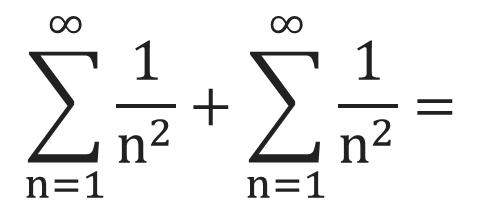 ∞ ∞
∑ 1/n² + ∑ 1/n² =
n=1 n=1